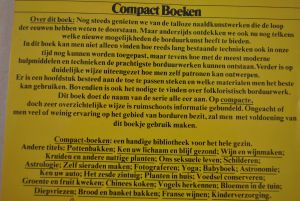 Compact Boeken
Over dit boek: Nog steeds genieten we van de talloze naaldkunstwerken die de loop
der eeuwen hebben weten te doorstaan. Maar anderzijds ontdekken we ook nu nog telkens
welke nieuwe mogelijkheden de borduurkunst heeft te bieden.
In dit boek kan men niet alleen vinden hoe reeds lang bestaande technieken ook in onze
tijd nog kunnen worden toegepast, maar tevens hoe met de meest moderne
hulpmiddelen en technieken de prachtigste borduurwerken kunnen ontstaan. Verder is op
duidelijke wijze uiteengezet hoe men zelf patronen kan ontwerpen.
Er is een hoofdstuk besteed aan de toe te passen steken en welke materialen men het beste
kan gebruiken. Bovendien is ook het nodige te vinden over folkloristisch borduurwerk.
Dit boek doet de naam van de serie alle eer aan. Op compacte,
doch zeer overzichtelijke wijze is ruimschoots informatie gebundeld. Ongeacht of
men veel of weinig ervaring op het gebied van borduren bezit, zal men met voldoening van
dit boekje gebruik maken.
Compact-boeken: een handige bibliotheek voor het hele gezin.
Andere titels: Pottenbakken; Ken uw lichaam en blijf gezond; Wijn en wijnmaken;
Kruiden en andere nuttige planten; Ons seksuele leven; Schilderen;
Astrologie; Zelf sieraden maken; Fotograferen; Yoga; Babyboek; Astronomie;
Ken uw auto; Het zesde zintuig; Planten in huis; Voedsel conserveren;
Groente en fruit kweken; Chinees koken; Vogels herkennen; Bloemen in de tuin;
Diepvriezen; Brood en banket bakken; Franse wijnen; Kinderverzorging.